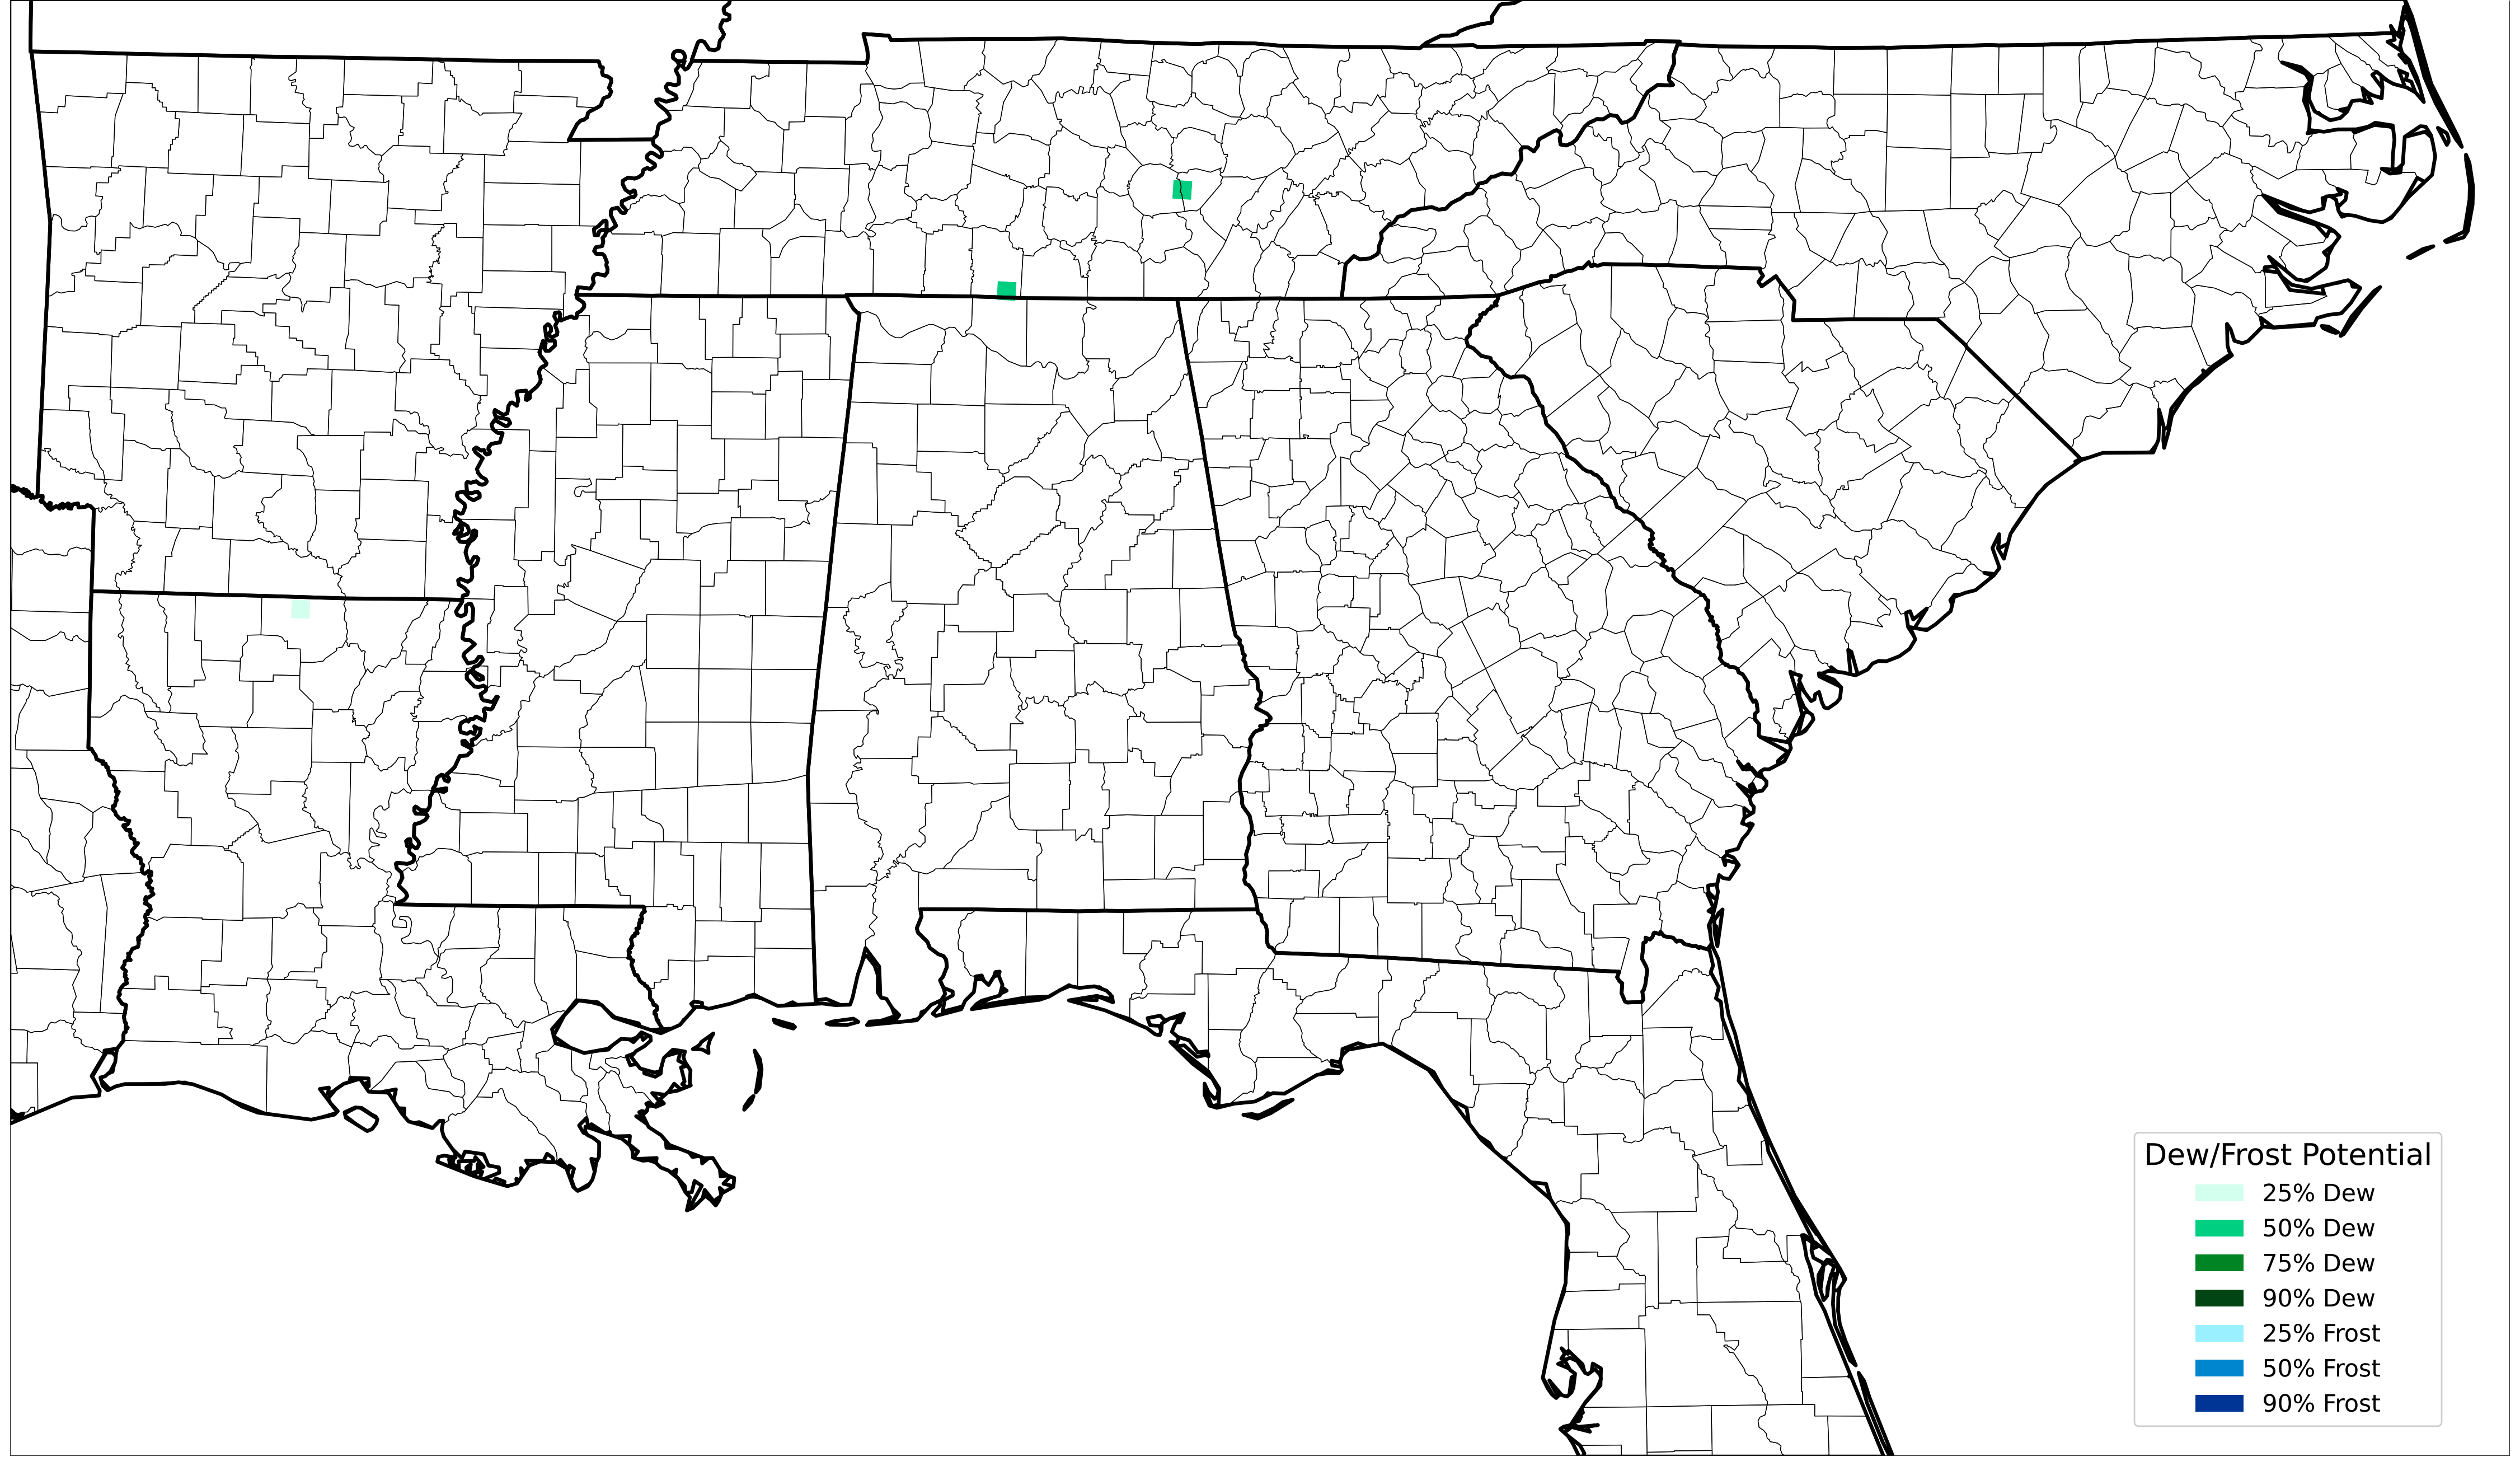 Dew/Frost Potential
25% Dew
50% Dew
75% Dew
90% Dew
25% Frost
50% Frost
90% Frost